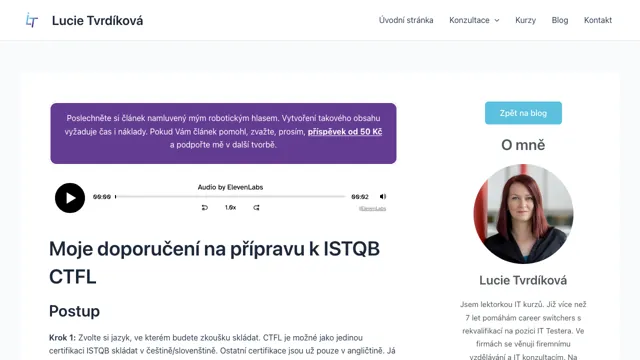 LT Lucie Tvrdíková
Úvodní stránka Konzultace Kurzy Blog Kontakt
Poslechněte si článek namluvený mým robotickým hlasem. Vytvoření takového obsahu
vyžaduje čas i náklady. Pokud Vám článek pomohl, zvažte, prosím, příspěvek od 50 Kč
a podpořte mě v další tvorbě.
Audio by ElevenLabs
00:00 00:02
1.0x
IIElevenLabs
Moje doporučení na přípravu k ISTQB
CTFL
Postup
Krok 1: Zvolte si jazyk, ve kterém budete zkoušku skládat. CTFL je možné jako jedinou
certifikaci ISTQB skládat v češtině/slovenštině. Ostatní certifikace jsou už pouze v angličtině. Já
Zpět na blog
O mně
Lucie Tvrdíková
Jsem lektorkou IT kurzů. Již více než
7 let pomáhám career switchers s
rekvalifikací na pozici IT Testera. Ve
firmách se věnuji firemnímu
vzdělávání a IT konzultacím. Na